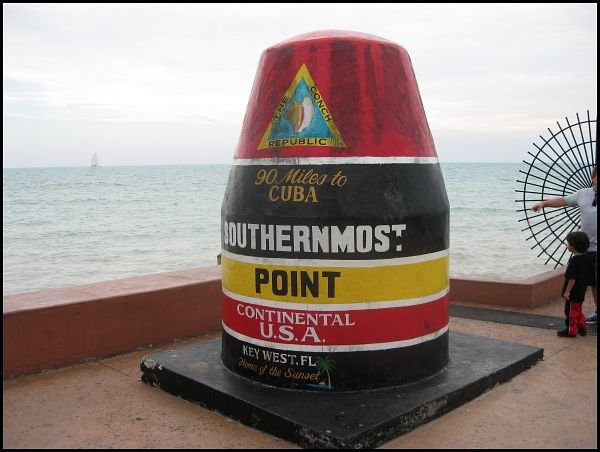 THE CONCH
REPUBLIC
90 Miles to
CUBA
SOUTHERNMOST
POINT
CONTINENTAL
U.S.A.
KEY WEST, FL
Home of the Sunset